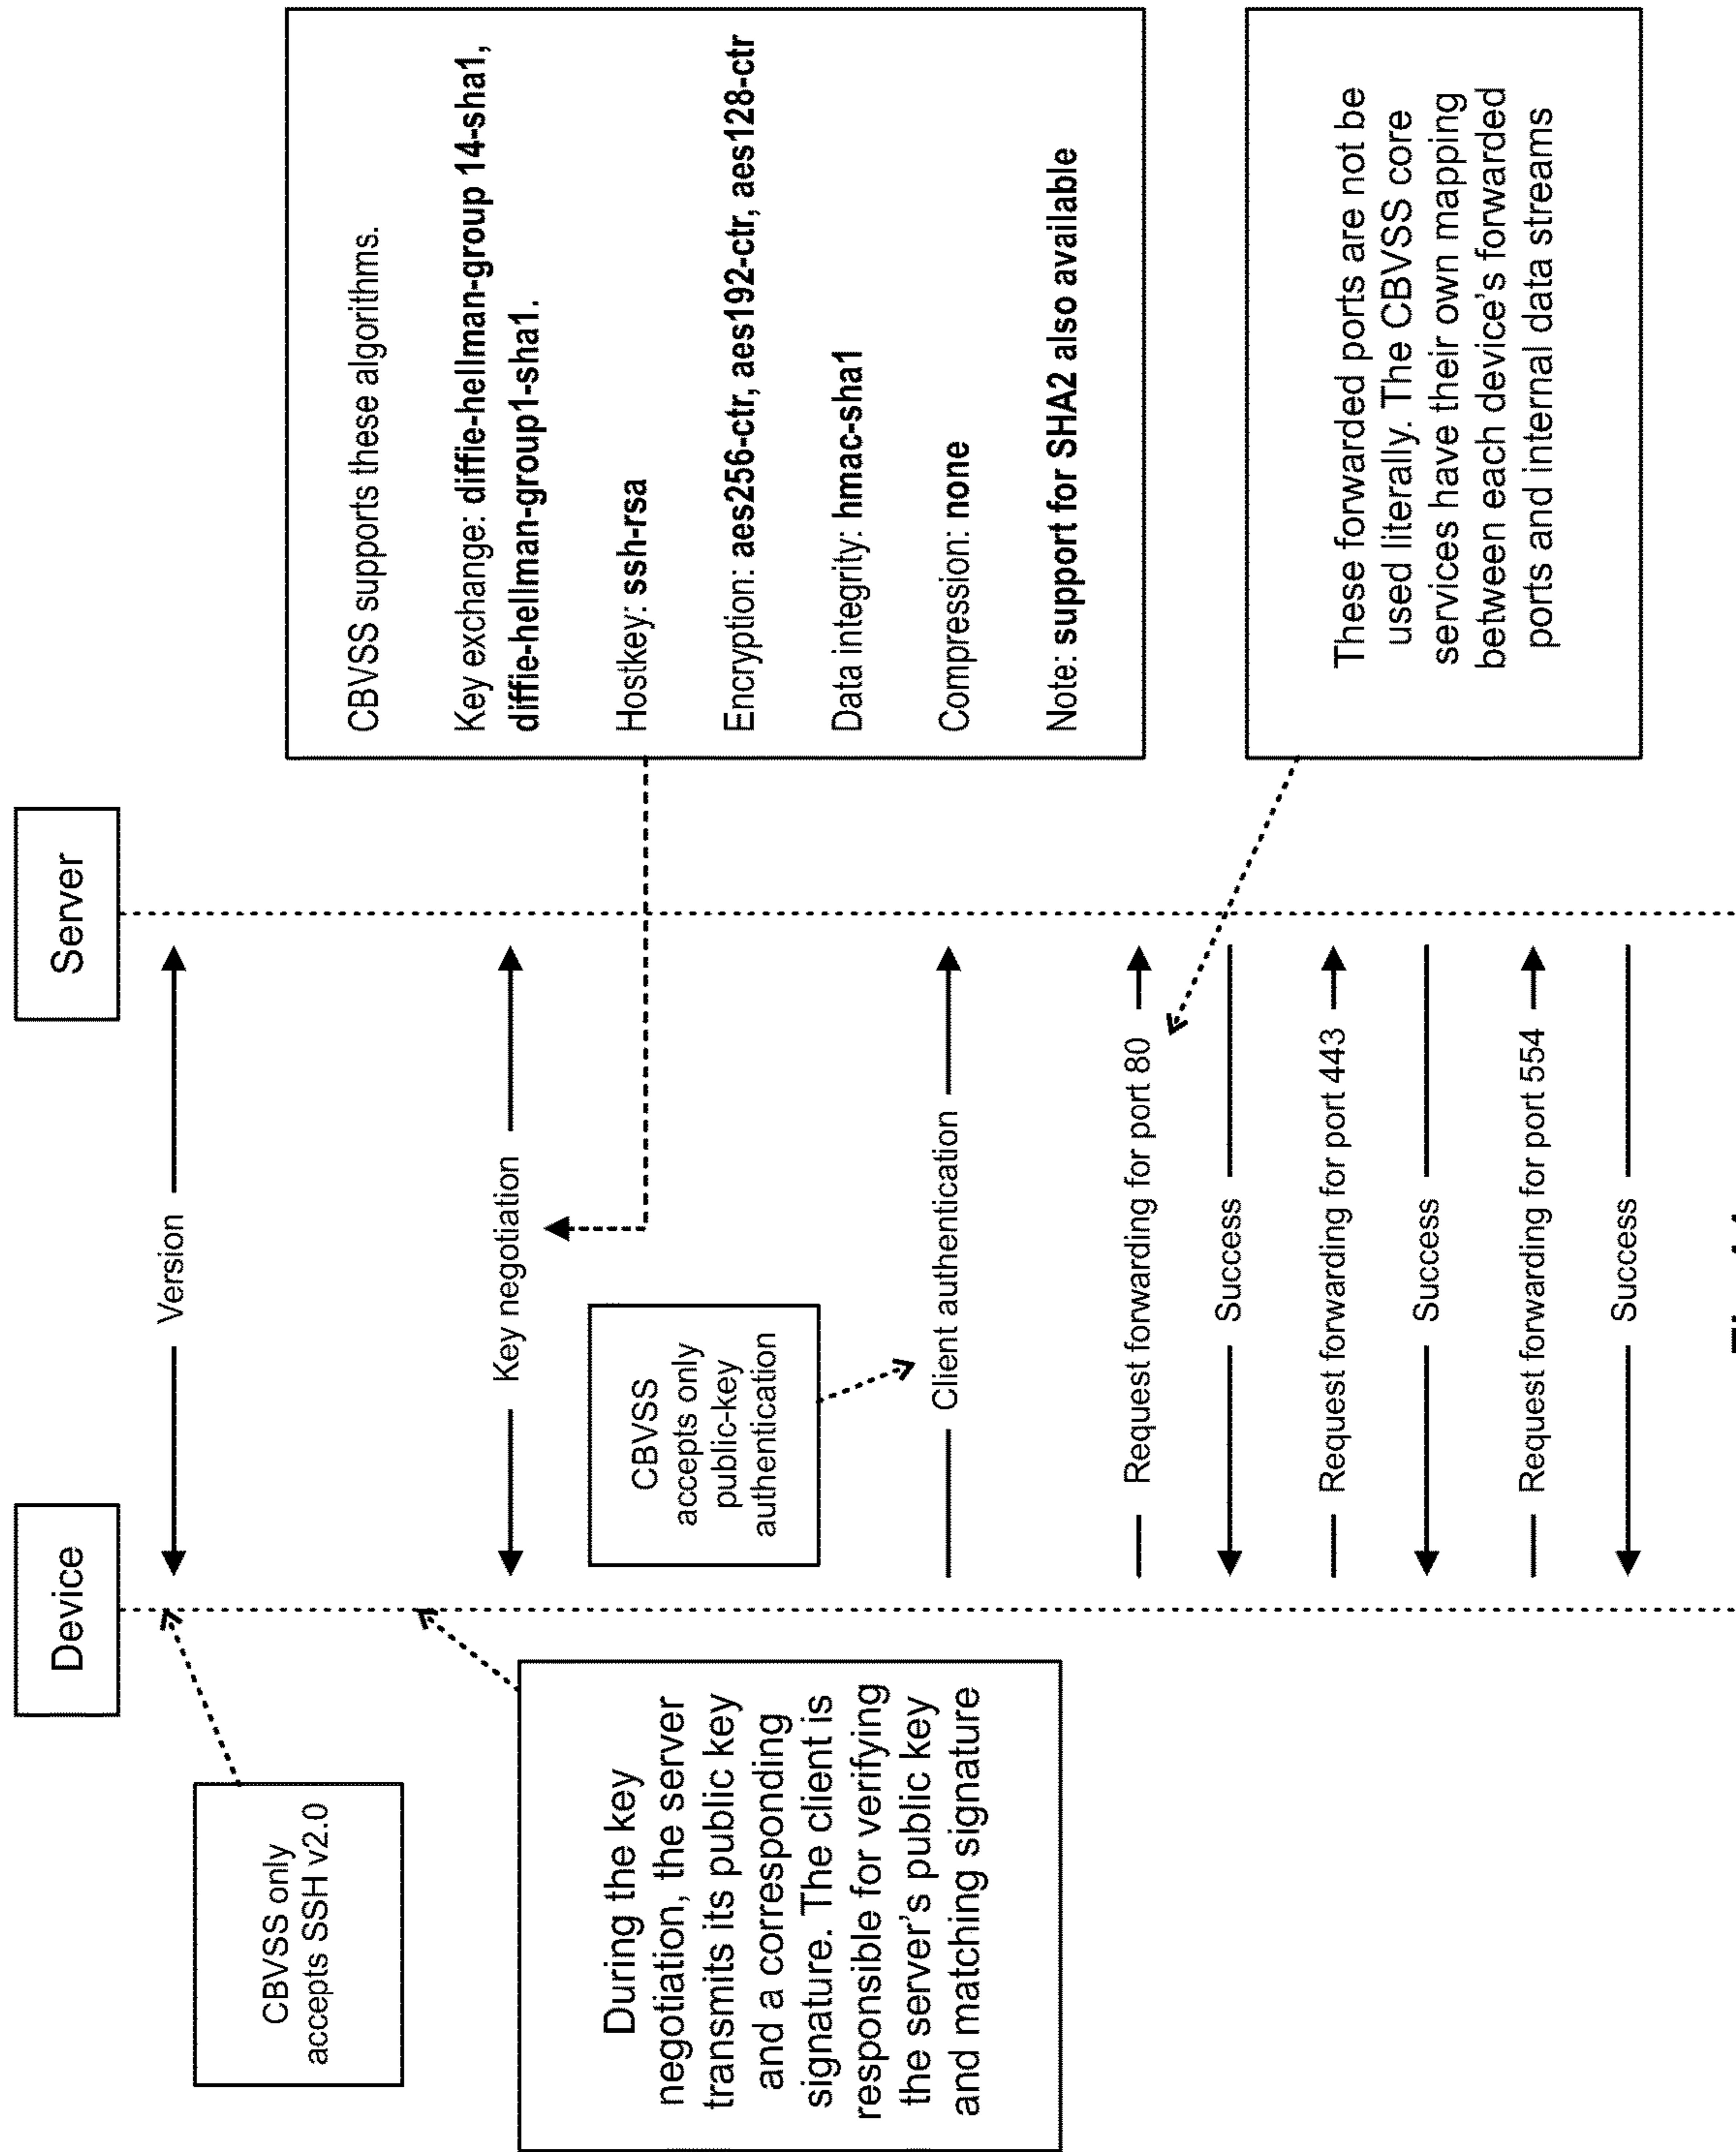 Device
Server
CBVSS only
accepts SSH v2.0
Version
During the key
negotiation, the server
transmits its public key
and a corresponding
signature. The client is
responsible for verifying
the server's public key
and matching signature
Key negotiation
CBVSS supports these algorithms.
Key exchange: diffie-hellman-group 14-sha1,
diffie-hellman-group1-sha1.
Hostkey: ssh-rsa
Encryption: aes256-ctr, aes192-ctr, aes128-ctr
Data integrity: hmac-sha1
Compression: none
Note: support for SHA2 also available
CBVSS
accepts only
public-key
authentication
Client authentication
Request forwarding for port 80
Success
Request forwarding for port 443
Success
Request forwarding for port 554
Success
These forwarded ports are not be
used literally. The CBVSS core
services have their own mapping
between each device's forwarded
ports and internal data streams